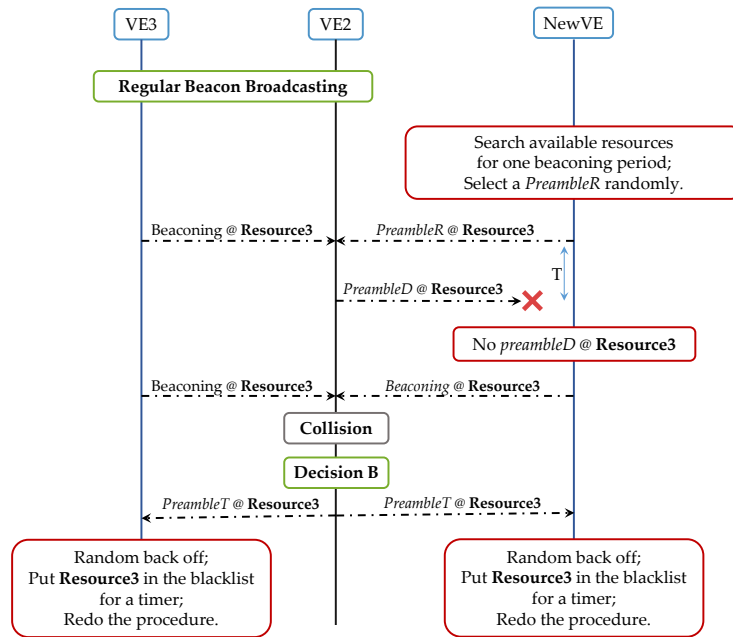 VE3
VE2
NewVE
Regular Beacon Broadcasting
Search available resources
for one beaconing period;
Select a PreambleR randomly.
Beaconing @ Resource3
PreambleR @ Resource3
T
PreambleD @ Resource3
No preambleD @ Resource3
Beaconing @ Resource3
Beaconing @ Resource3
Collision
Decision B
PreambleT @ Resource3
PreambleT @ Resource3
Random back off;
Put Resource3 in the blacklist
for a timer;
Redo the procedure.
Random back off;
Put Resource3 in the blacklist
for a timer;
Redo the procedure.